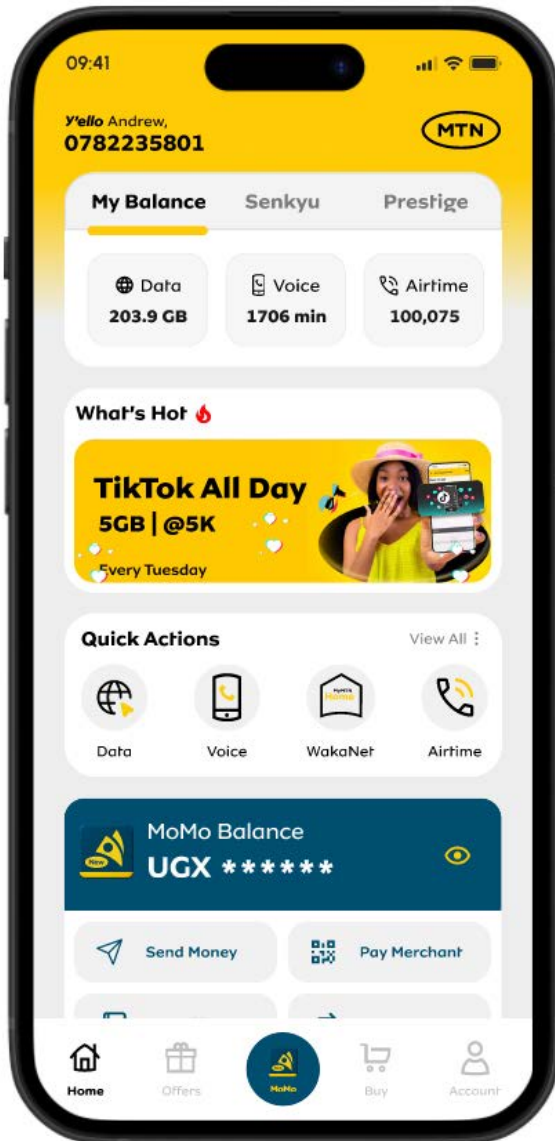 09:41
Y'ello Andrew,
0782235801
MTN
My Balance Senkyu Prestige
Data Voice Airtime
203.9 GB 1706 min 100,075
What's Hot
TikTok All Day
5GB | @5K
Every Tuesday
Quick Actions View All
MyMTN
Home
Data Voice WakaNet Airtime
MoMo Balance
New
UGX ******
Send Money Pay Merchant
MoMo
Home Offers Buy Account